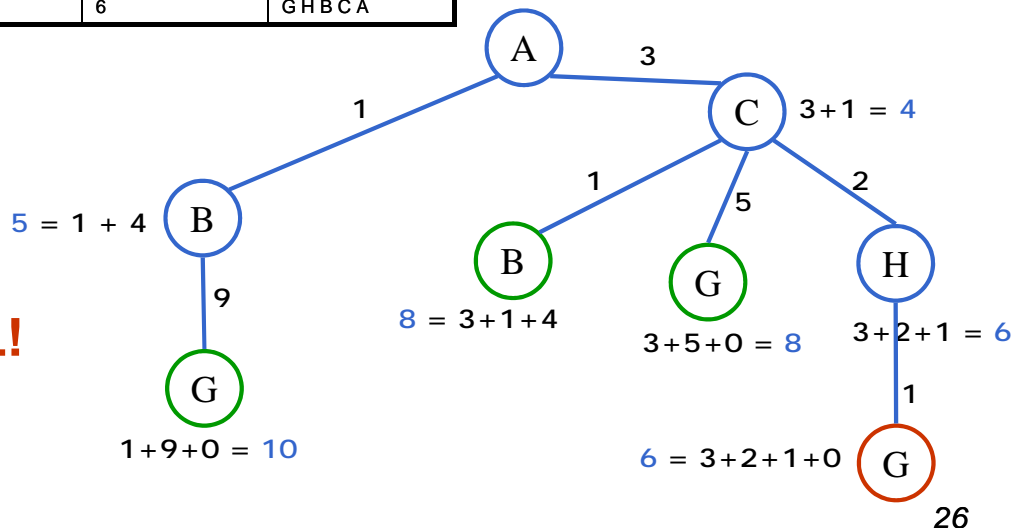 6 G H B C A
A
3
1
C 3+1 = 4
1
5
2
5 = 1 + 4 B
B
G
H
9
8 = 3+1+4
3+5+0 = 8
3+2+1 = 6
!
G
1
1+9+0 = 10
6 = 3+2+1+0 G
26